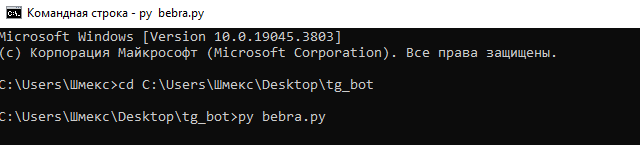 Командная строка - py bebra.py
Microsoft Windows [Version 10.0.19045.3803]
(c) Корпорация Майкрософт (Microsoft Corporation). Все права защищены.
C:\Users\Шмекс>cd C:\Users\Шмекс\Desktop\tg_bot
C:\Users\Шмекс\Desktop\tg_bot>py bebra.py